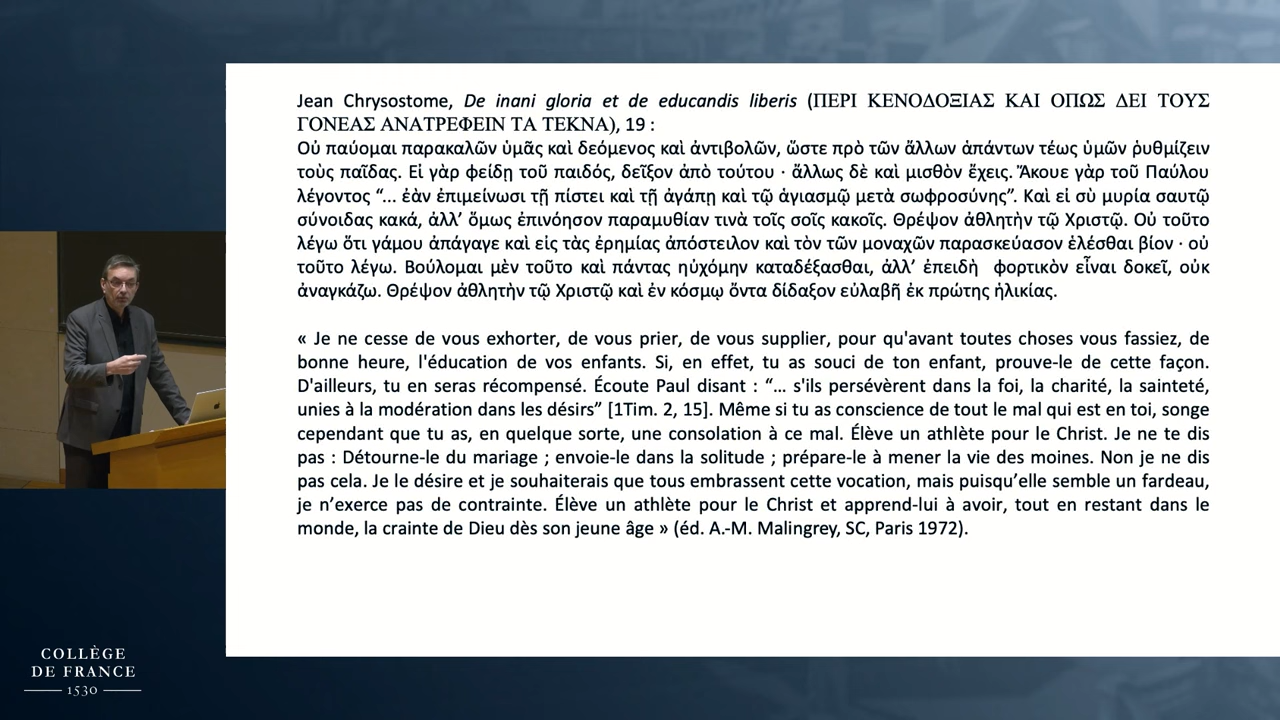 Jean Chrysostome, De inani gloria et de educandis liberis (ΠΕΡΙ ΚΕΝΟΔΟΞΙΑΣ ΚΑΙ ΟΠΩΣ ΔΕΙ ΤΟΥΣ
ΓΟΝΕΑΣ ΑΝΑΤΡΕΦΕΙΝ ΤΑ ΤΕΚΝΑ), 19 :
Οὐ παύομαι παρακαλῶν ὑμᾶς καὶ δεόμενος καὶ ἀντιβολῶν, ὥστε πρὸ τῶν ἄλλων ἁπάντων τέως ὑμῶν ῥυθμίζειν
τοὺς παῖδας. Εἰ γὰρ φείδῃ τοῦ παιδός, δεῖξον ἀπὸ τούτου · ἄλλως δὲ καὶ μισθὸν ἔχεις. Ἄκουε γὰρ τοῦ Παύλου
λέγοντος “... ἐὰν ἐπιμείνωσι τῇ πίστει καὶ τῇ ἀγάπῃ καὶ τῷ ἁγιασμῷ μετὰ σωφροσύνης”. Καὶ εἰ σὺ μυρία σαυτῷ
σύνοιδας κακά, ἀλλ’ ὅμως ἐπινόησον παραμυθίαν τινὰ τοῖς σοῖς κακοῖς. Θρέψον ἀθλητὴν τῷ Χριστῷ. Οὐ τοῦτο
λέγω ὅτι γάμου ἀπάγαγε καὶ εἰς τὰς ἐρημίας ἀπόστειλον καὶ τὸν τῶν μοναχῶν παρασκεύασον ἑλέσθαι βίον · οὐ
τοῦτο λέγω. Βούλομαι μὲν τοῦτο καὶ πάντας ηὐχόμην καταδέξασθαι, ἀλλ’ ἐπειδὴ φορτικὸν εἶναι δοκεῖ, οὐκ
ἀναγκάζω. Θρέψον ἀθλητὴν τῷ Χριστῷ καὶ ἐν κόσμῳ ὄντα δίδαξον εὐλαβῆ ἐκ πρώτης ἡλικίας.
« Je ne cesse de vous exhorter, de vous prier, de vous supplier, pour qu'avant toutes choses vous fassiez, de
bonne heure, l'éducation de vos enfants. Si, en effet, tu as souci de ton enfant, prouve-le de cette façon.
D'ailleurs, tu en seras récompensé. Écoute Paul disant : “… s'ils persévèrent dans la foi, la charité, la sainteté,
unies à la modération dans les désirs” [1Tim. 2, 15]. Même si tu as conscience de tout le mal qui est en toi, songe
cependant que tu as, en quelque sorte, une consolation à ce mal. Élève un athlète pour le Christ. Je ne te dis
pas : Détourne-le du mariage ; envoie-le dans la solitude ; prépare-le à mener la vie des moines. Non je ne dis
pas cela. Je le désire et je souhaiterais que tous embrassent cette vocation, mais puisqu’elle semble un fardeau,
je n’exerce pas de contrainte. Élève un athlète pour le Christ et apprend-lui à avoir, tout en restant dans le
monde, la crainte de Dieu dès son jeune âge » (éd. A.-M. Malingrey, SC, Paris 1972).
COLLÈGE
DE FRANCE
1530